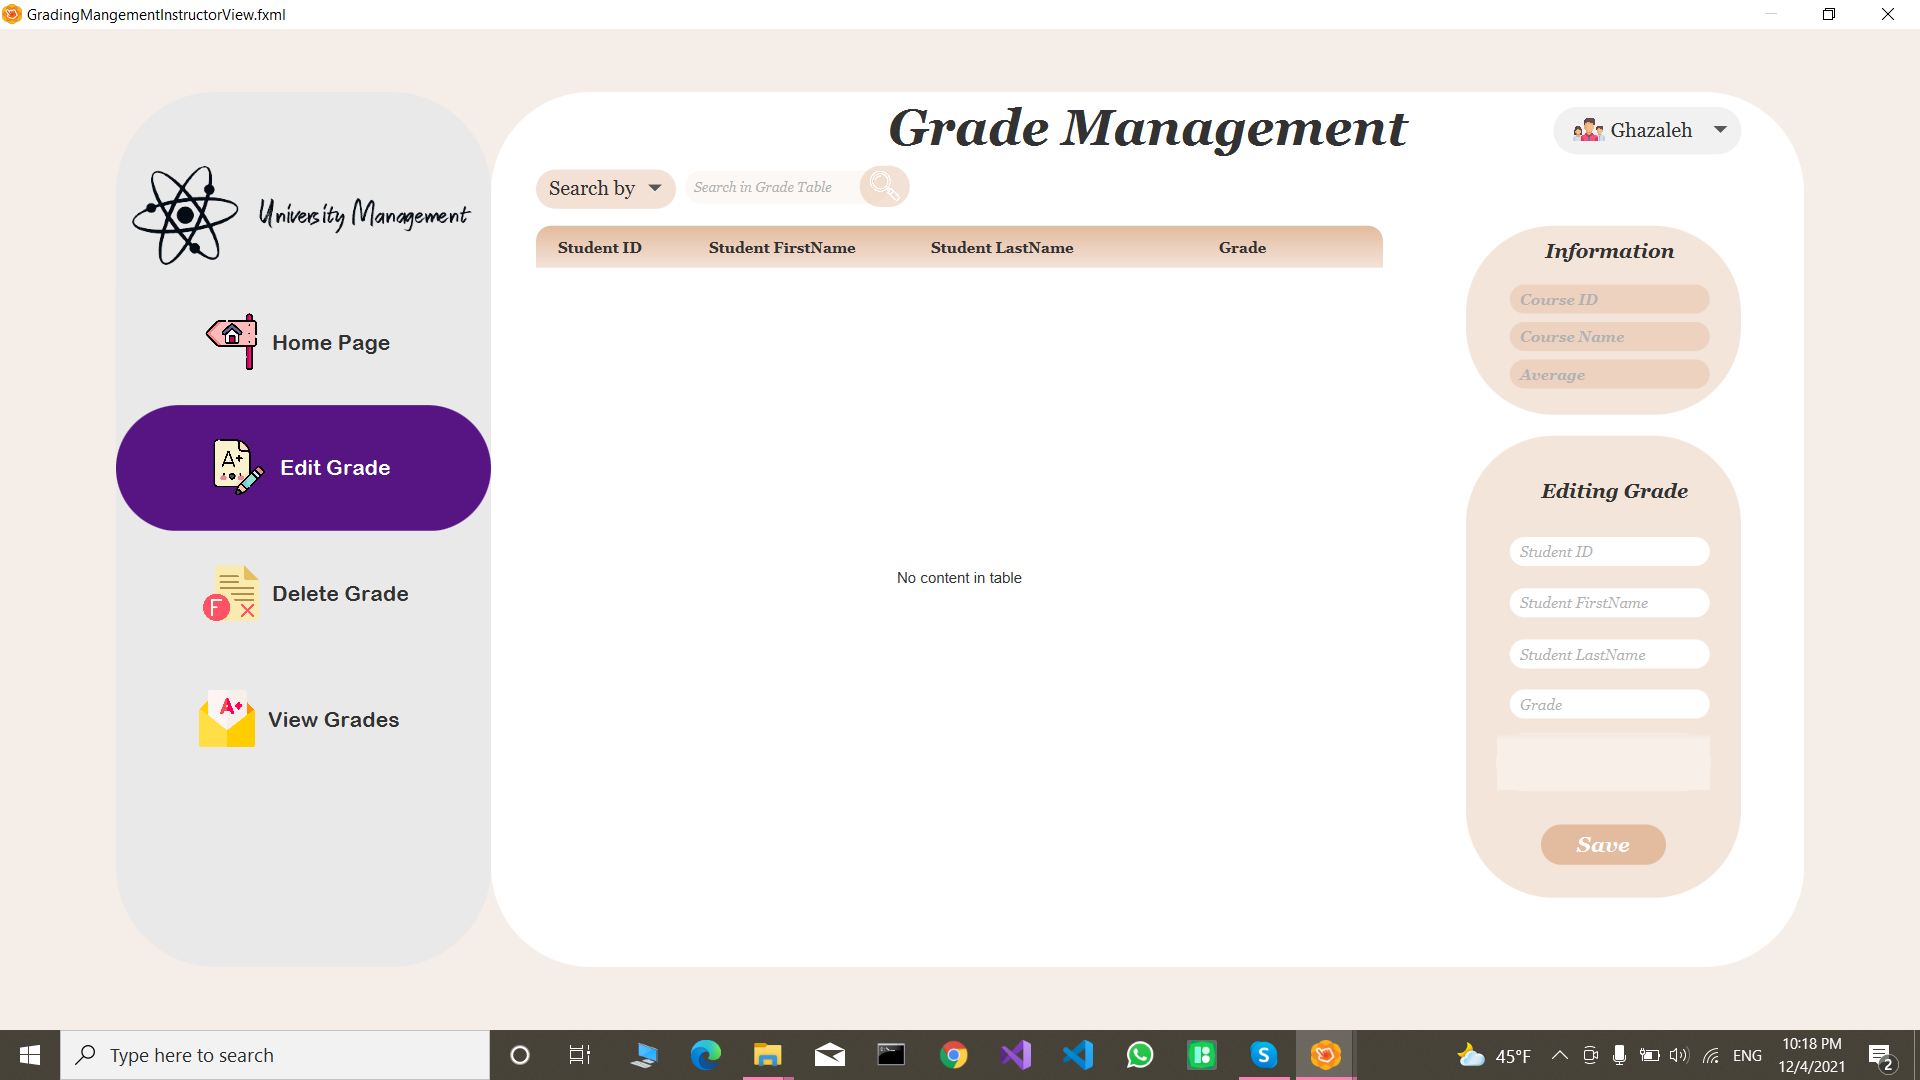 GradingMangementInstructorView.fxml
Grade Management
Ghazaleh
Search by
Search in Grade Table
University Management
Student ID Student FirstName Student LastName Grade
Information
Course ID
Course Name
Average
Home Page
A+
Edit Grade
F
Delete Grade
A+
View Grades
No content in table
Editing Grade
Student ID
Student FirstName
Student LastName
Grade
Save
Type here to search
S
45°F
ENG
10:18 PM
12/4/2021
2